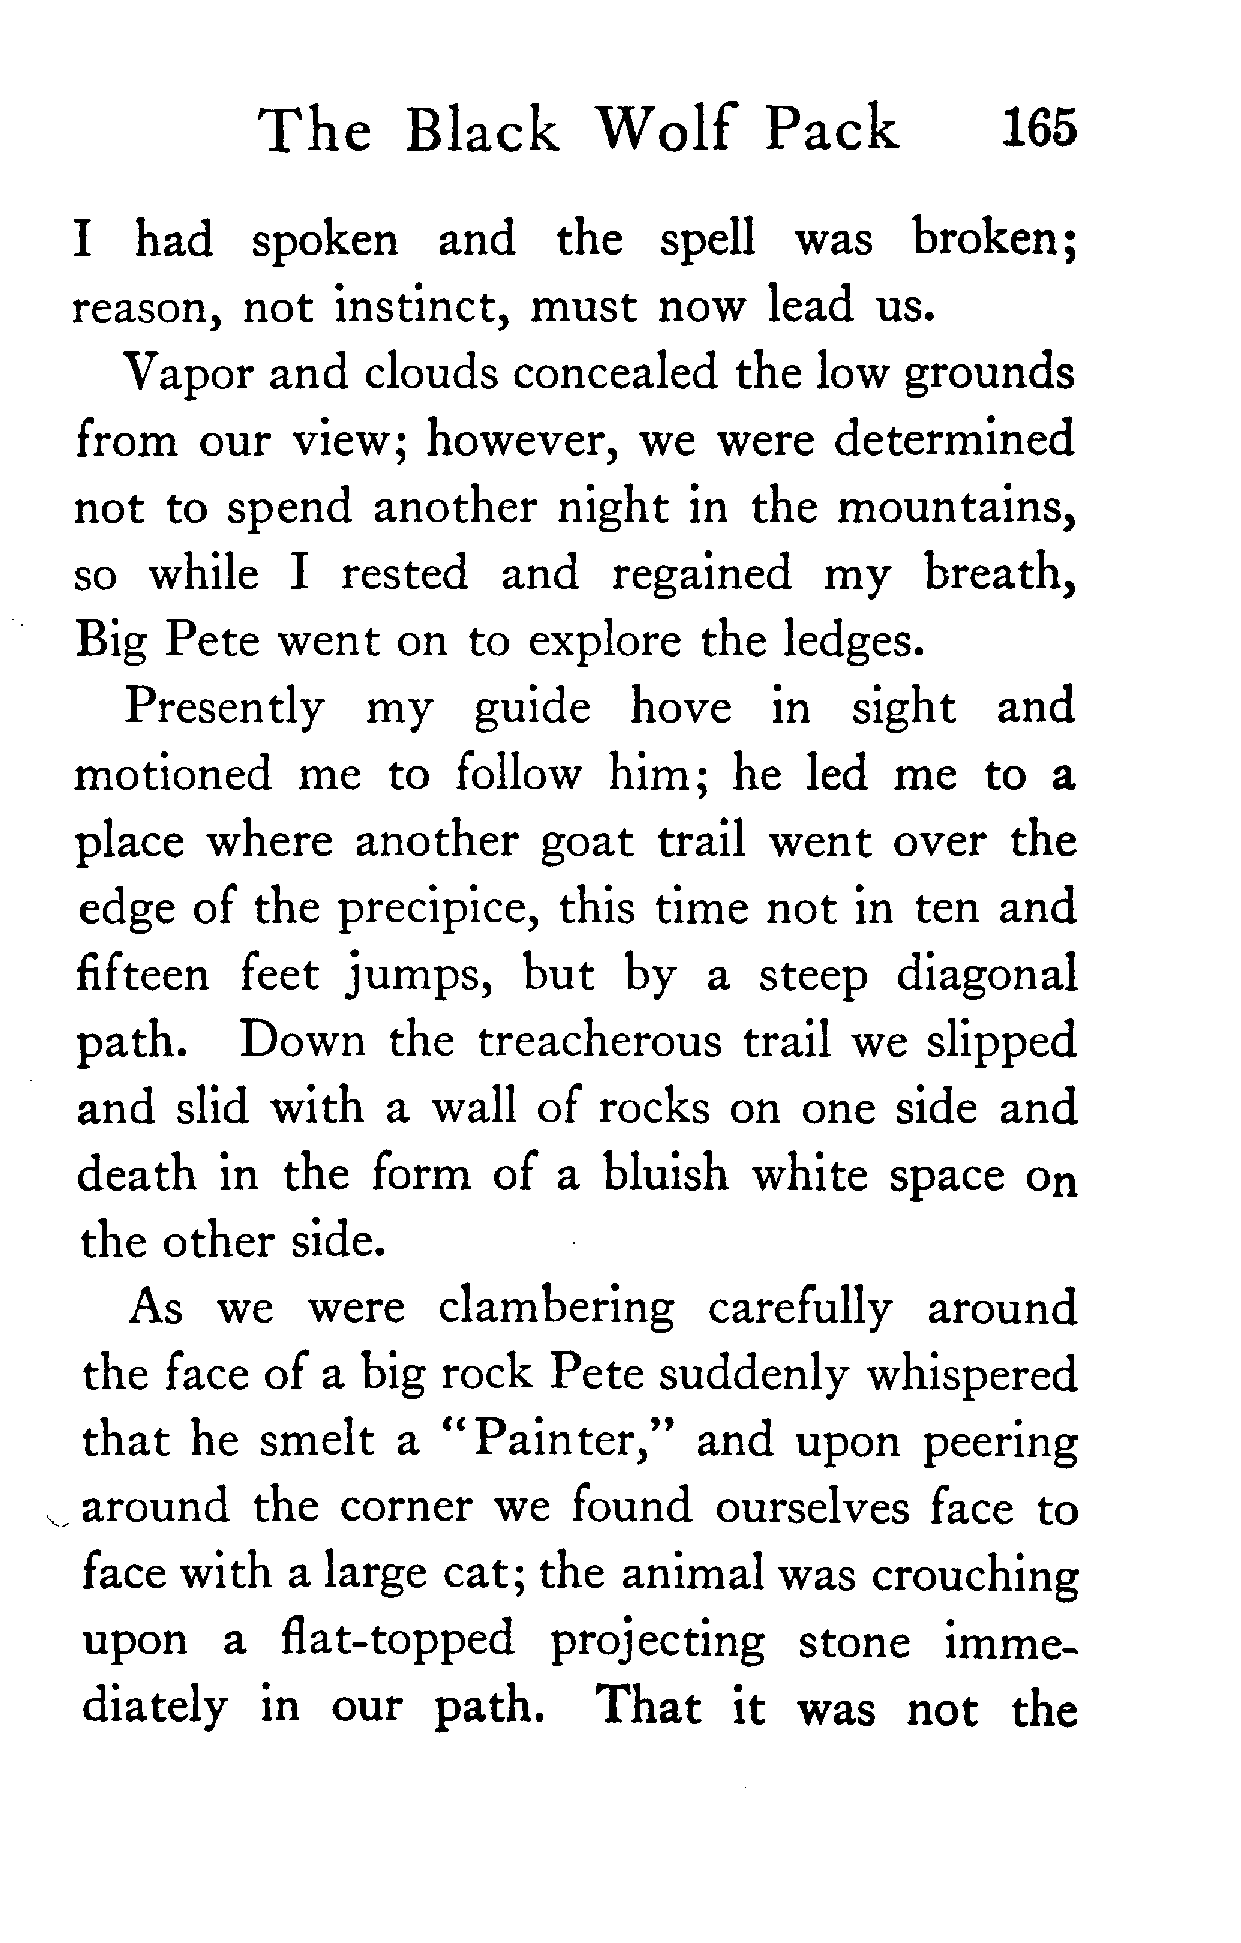 The Black Wolf Pack 165
I had spoken and the spell was broken;
reason, not instinct, must now lead us.
Vapor and clouds concealed the low grounds
from our view; however, we were determined
not to spend another night in the mountains,
so while I rested and regained my breath,
Big Pete went on to explore the ledges.
Presently my guide hove in sight and
motioned me to follow him; he led me to a
place where another goat trail went over the
edge of the precipice, this time not in ten and
fifteen feet jumps, but by a steep diagonal
path. Down the treacherous trail we slipped
and slid with a wall of rocks on one side and
death in the form of a bluish white space on
the other side.
As we were clambering carefully around
the face of a big rock Pete suddenly whispered
that he smelt a “Painter,” and upon peering
around the corner we found ourselves face to
face with a large cat; the animal was crouching
upon a flat-topped projecting stone imme-
diately in our path. That it was not the